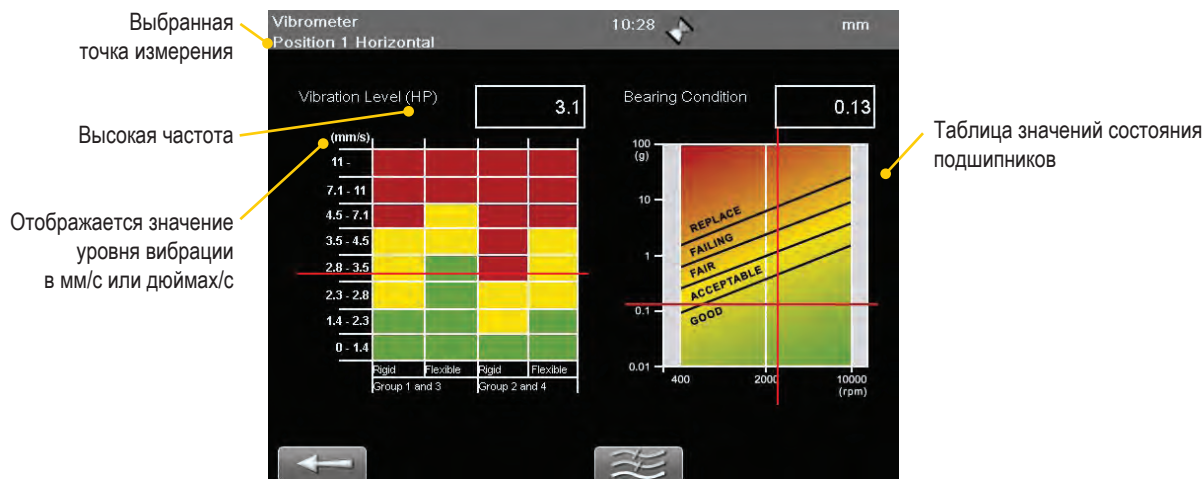 Выбранная
точка измерения
Высокая частота
Отображается значение
уровня вибрации
в мм/с или дюймах/с
Vibrometer
Position 1 Horizontal
10:28
mm
Vibration Level (HP)
3.1
(mm/s)
11 -
7.1 - 11
4.5 - 7.1
3.5 - 4.5
2.8 - 3.5
2.3 - 2.8
1.4 - 2.3
0 - 1.4
Rigid
Flexible
Rigid
Flexible
Group 1 and 3
Group 2 and 4
Bearing Condition
0.13
100
(g)
10
1
0.1
0.01
REPLACE
FAILING
FAIR
ACCEPTABLE
GOOD
400
2000
10000
(rpm)
Таблица значений состояния
подшипников